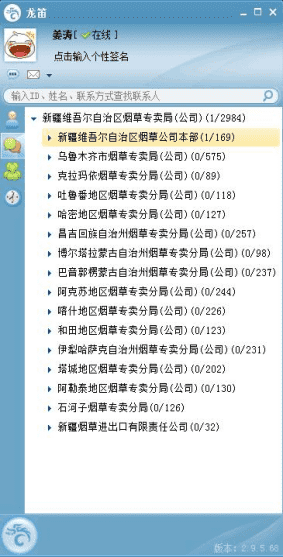 龙笛
姜涛[✓在线]
点击输入个性签名
输入ID、姓名、联系方式查找联系人
新疆维吾尔自治区烟草专卖局(公司)(1/2984)
新疆维吾尔自治区烟草公司本部(1/169)
乌鲁木齐市烟草专卖局(0/575)
克拉玛依烟草专卖分局(0/89)
吐鲁番地区烟草专卖分局(0/118)
哈密地区烟草专卖分局(0/127)
昌吉回族自治州烟草专卖分局(公司)(0/257)
博尔塔拉蒙古自治州烟草专卖分局(公司)(0/98)
巴音郭楞蒙古自治州烟草专卖分局(公司)(0/237)
阿克苏地区烟草专卖分局(公司)(0/244)
喀什地区烟草专卖分局(公司)(0/226)
和田地区烟草专卖分局(公司)(0/123)
伊犁哈萨克自治州烟草专卖分局(公司)(0/231)
塔城地区烟草专卖分局(公司)(0/202)
阿勒泰地区烟草专卖分局(公司)(0/130)
石河子烟草专卖分局(0/126)
新疆烟草进出口有限责任公司(0/32)
版本: 2.9.5.68